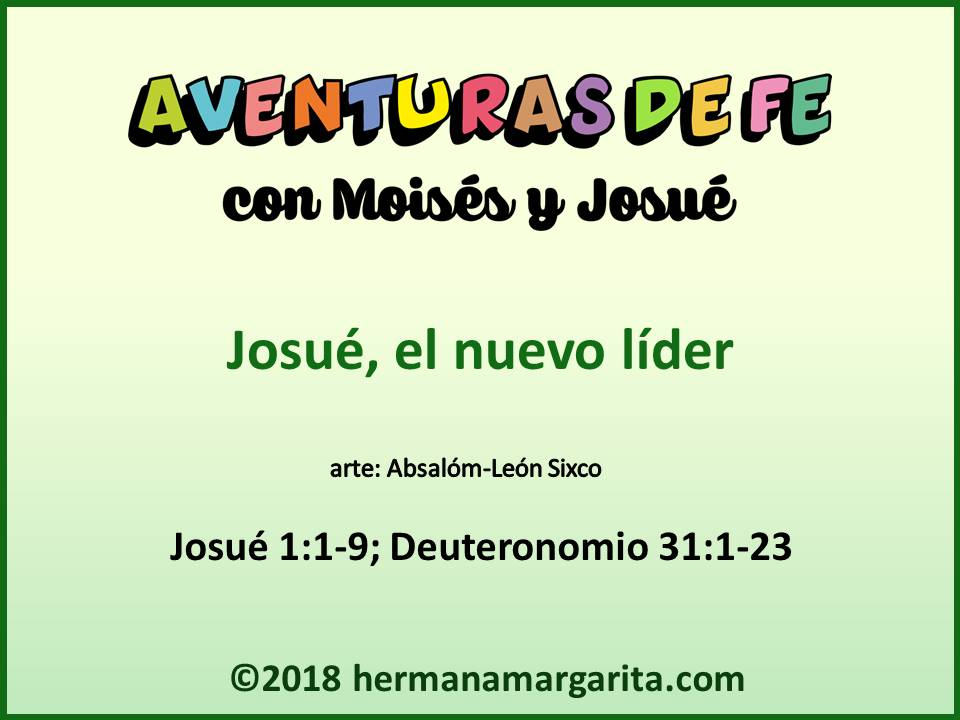 AVENTURAS DE FE
con Moisés y Josué
Josué, el nuevo líder
arte: Absalóm-León Sixco
Josué 1:1-9; Deuteronomio 31:1-23
©2018 hermanamargarita.com